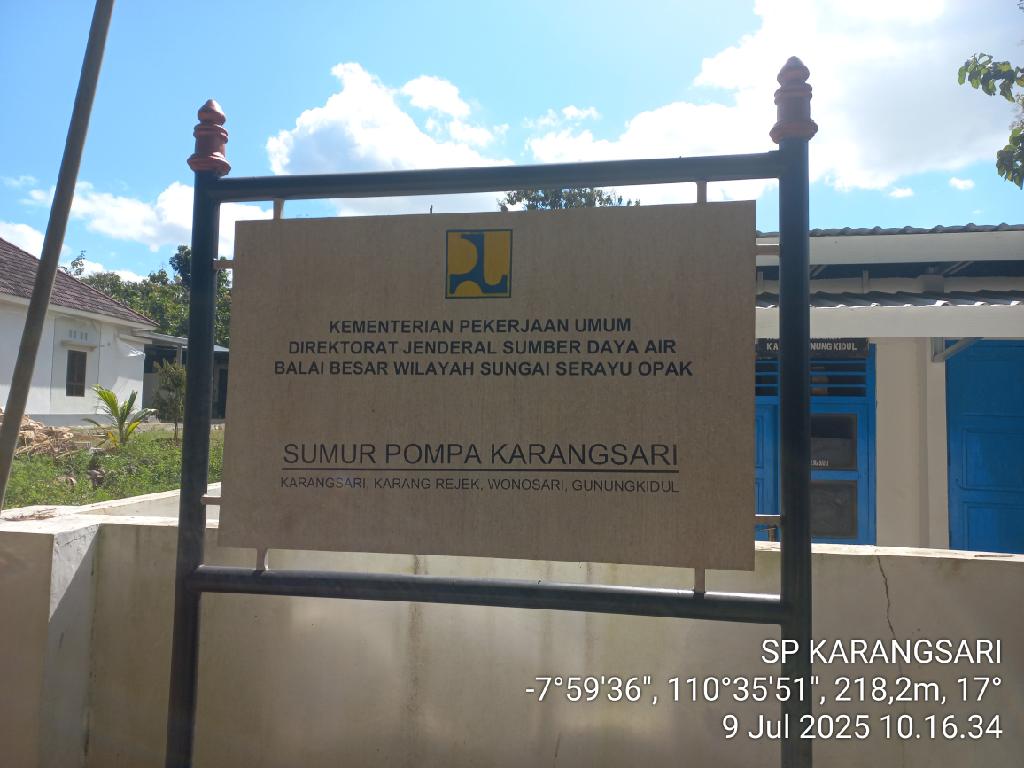 KEMENTERIAN PEKERJAAN UMUM
DIREKTORAT JENDERAL SUMBER DAYA AIR
BALAI BESAR WILAYAH SUNGAI SERAYU OPAK
SUMUR POMPA KARANGSARI
KARANGSARI, KARANG REJEK, WONOSARI, GUNUNGKIDUL
GUNUNGKIDUL
SP KARANGSARI
-7°59'36", 110°35'51", 218,2m, 17°
9 Jul 2025 10.16.34